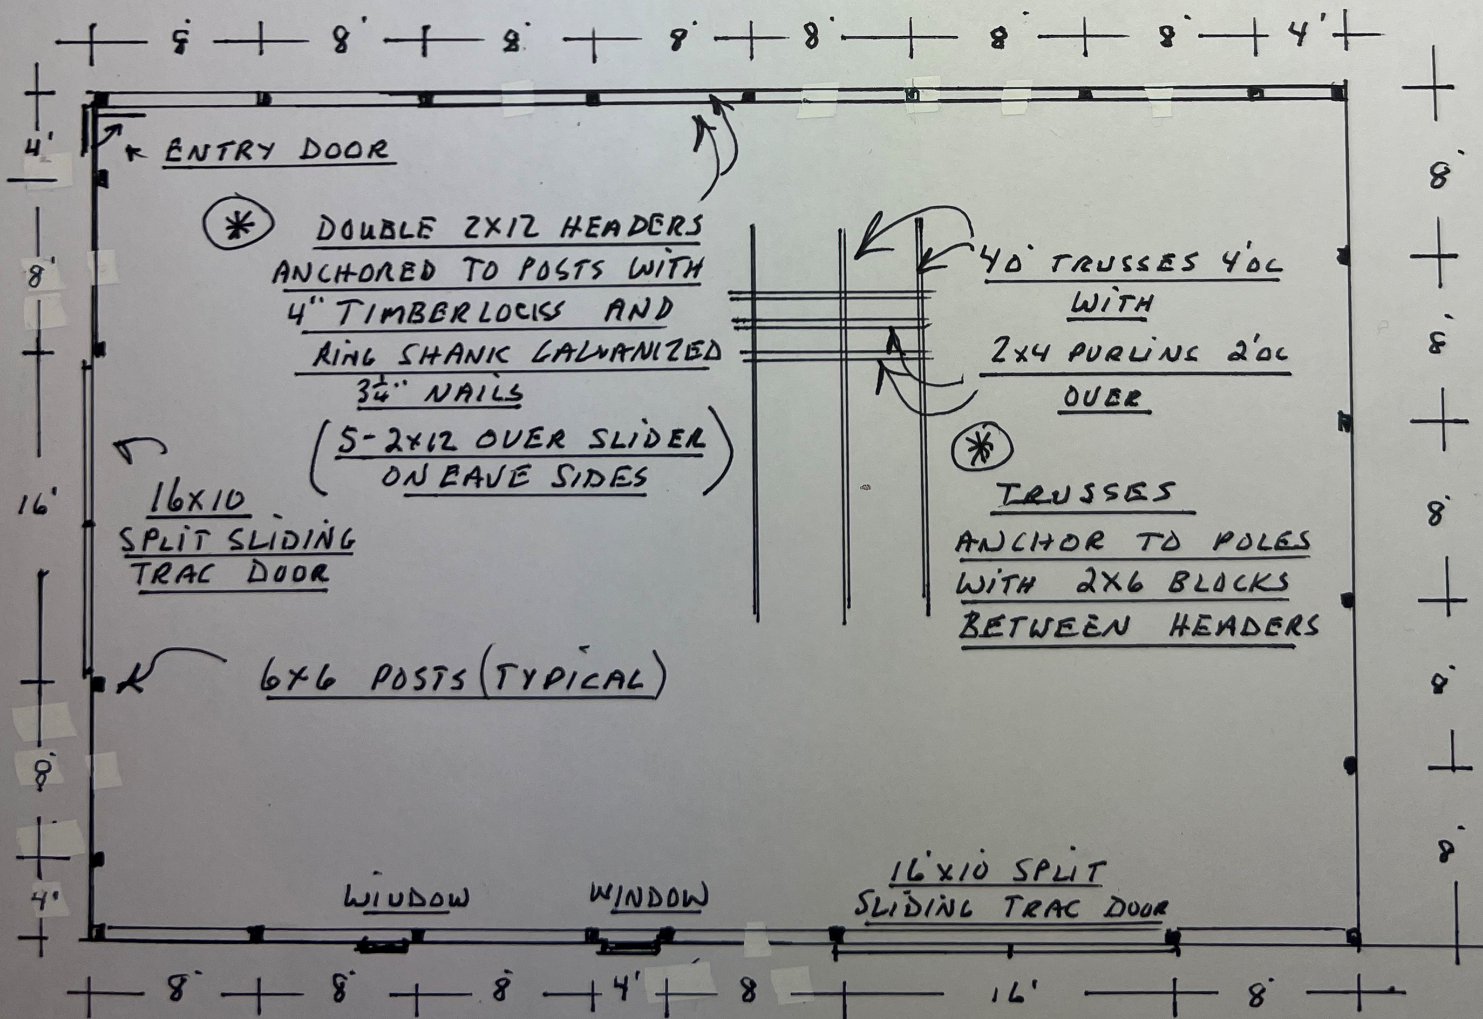 8' 8' 8' 8' 8' 8' 8' 4'
4'
ENTRY DOOR
8'
*
DOUBLE 2X12 HEADERS
ANCHORED TO POSTS WITH
4" TIMBERLOCKS AND
RING SHANK GALVANIZED
3¼" NAILS
(5-2X12 OVER SLIDER
ON EAVE SIDES)
40' TRUSSES 4'OC
WITH
2X4 PURLINS 2'OC
OVER
*
TRUSSES
ANCHOR TO POLES
WITH 2X6 BLOCKS
BETWEEN HEADERS
8'
8'
8'
8'
8'
16'
16X10
SPLIT SLIDING
TRAC DOOR
6X6 POSTS (TYPICAL)
8'
4'
WINDOW
WINDOW
16'X10' SPLIT
SLIDING TRAC DOOR
8' 8' 8' 4' 8 16' 8'